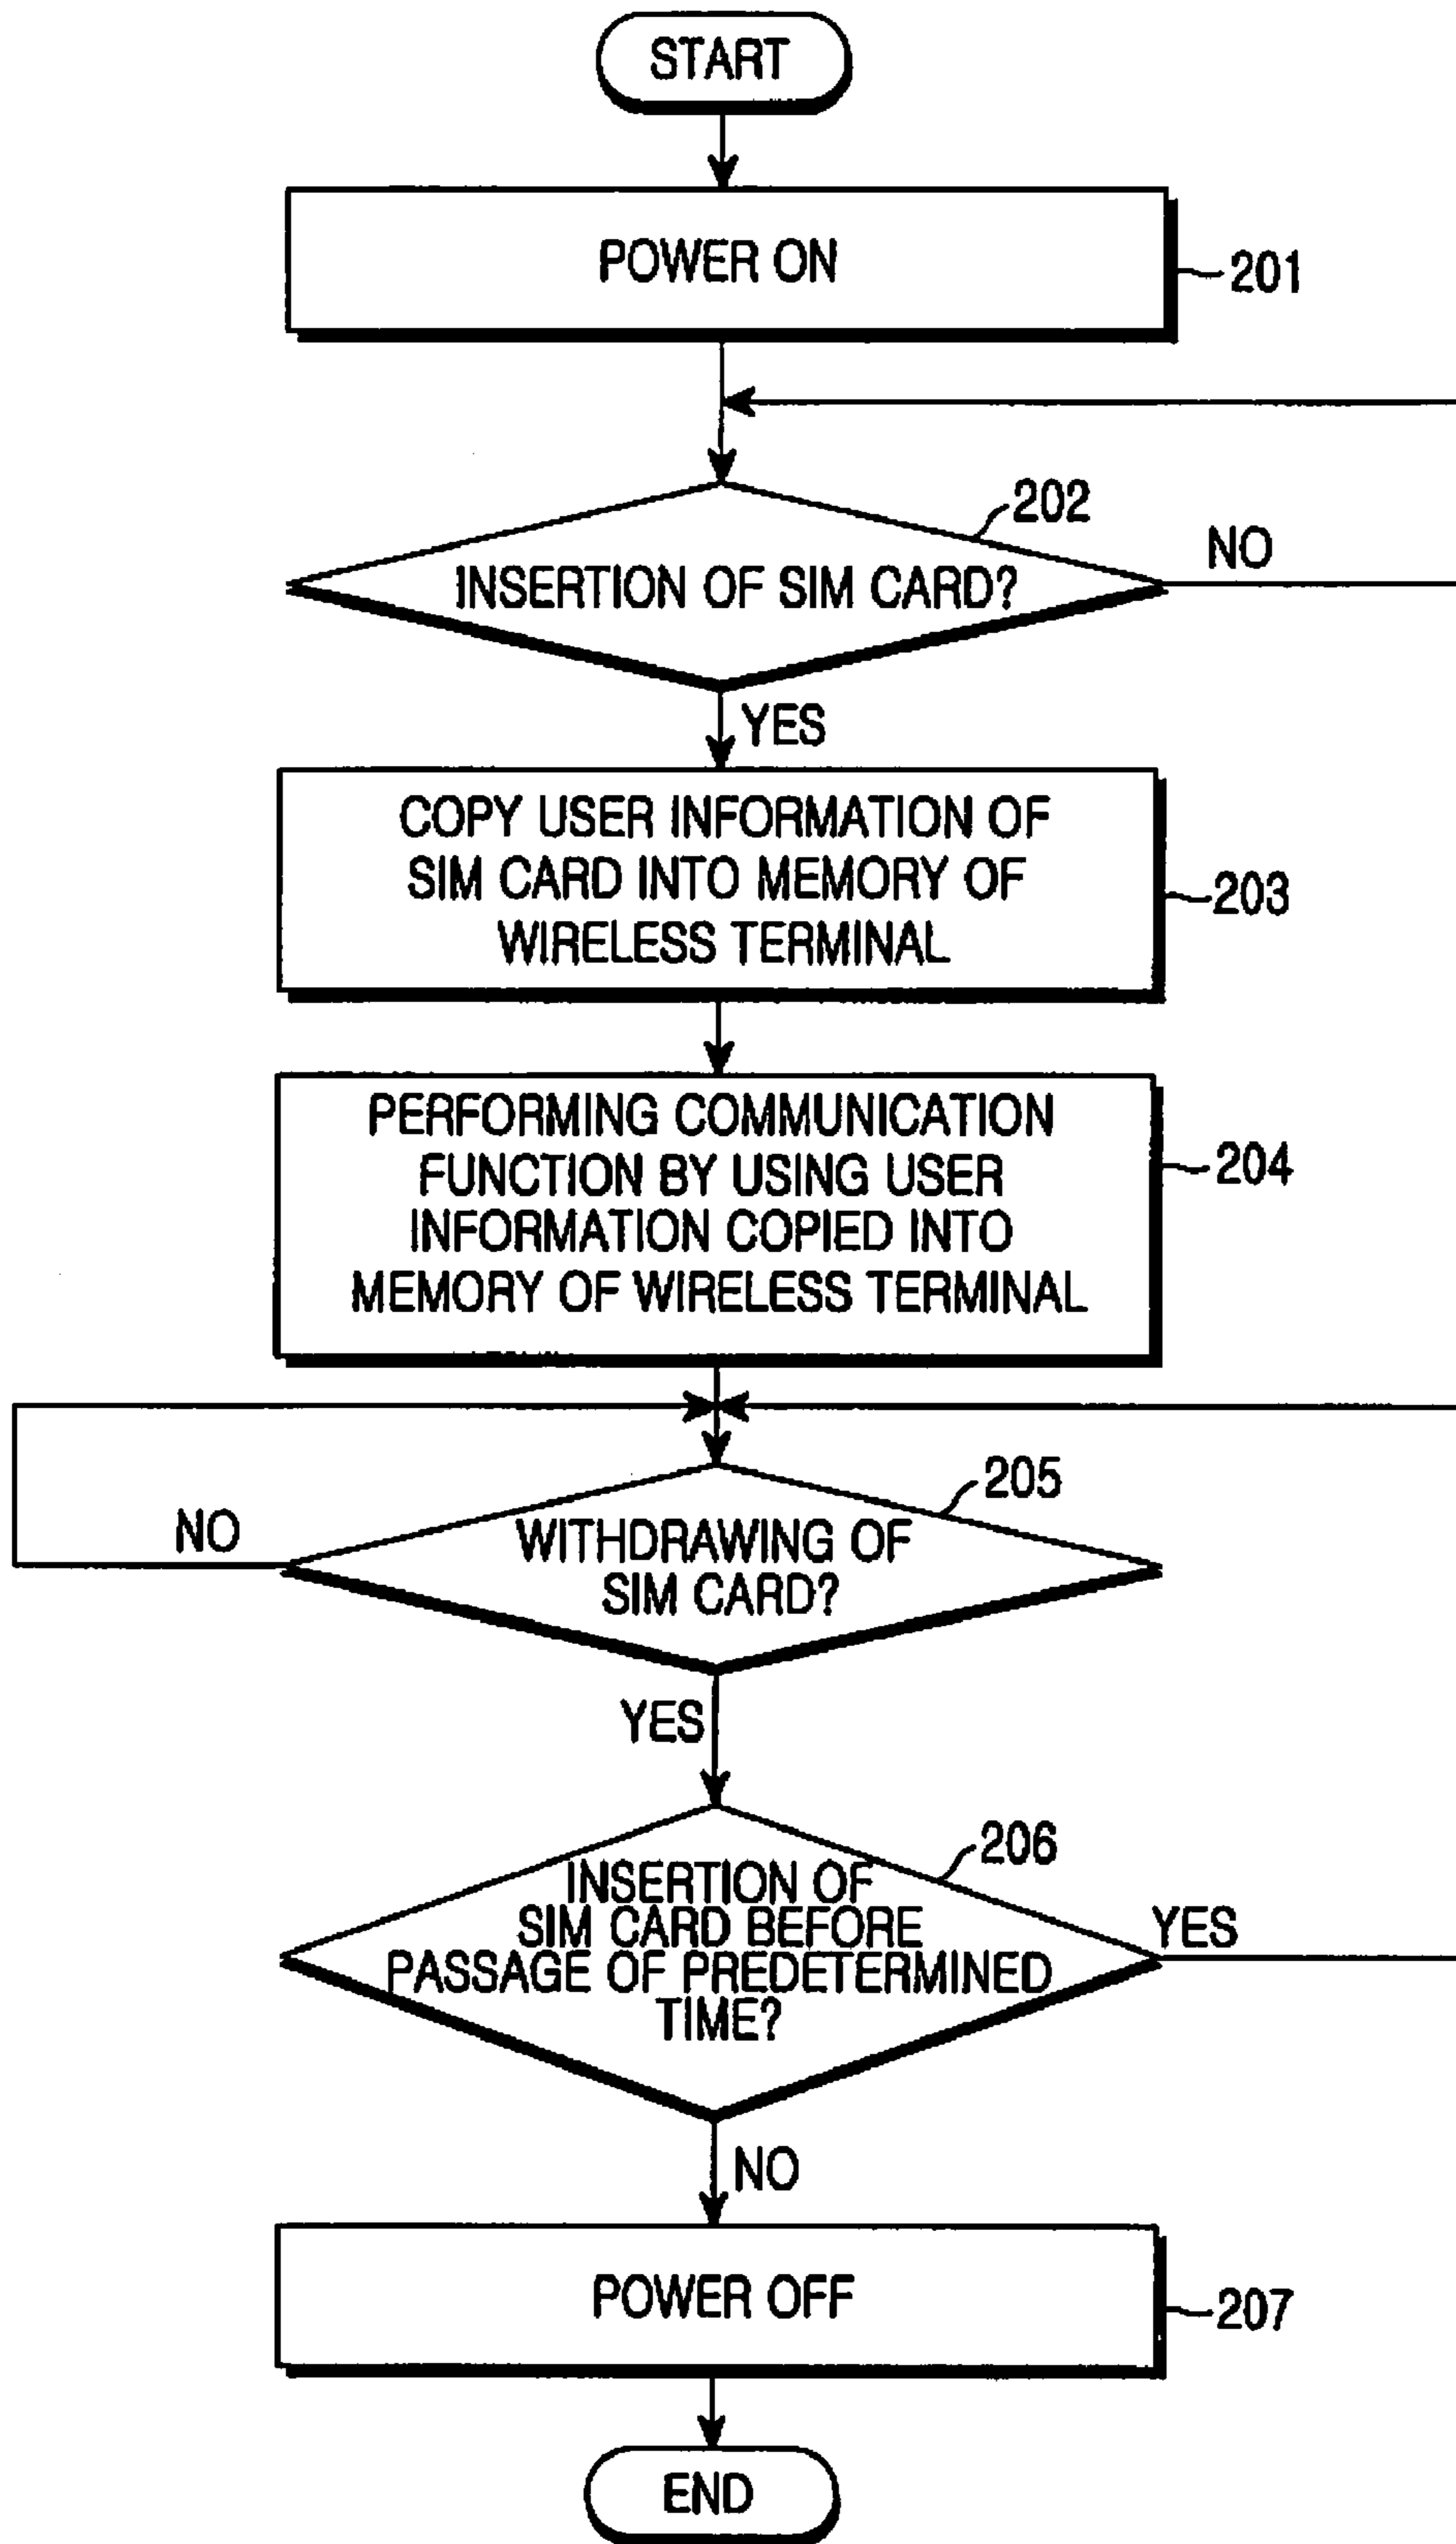 START
POWER ON
201
202
INSERTION OF SIM CARD?
NO
YES
COPY USER INFORMATION OF
SIM CARD INTO MEMORY OF
WIRELESS TERMINAL
203
PERFORMING COMMUNICATION
FUNCTION BY USING USER
INFORMATION COPIED INTO
MEMORY OF WIRELESS TERMINAL
204
205
NO
WITHDRAWING OF
SIM CARD?
YES
206
INSERTION OF
SIM CARD BEFORE
PASSAGE OF PREDETERMINED
TIME?
YES
NO
POWER OFF
207
END